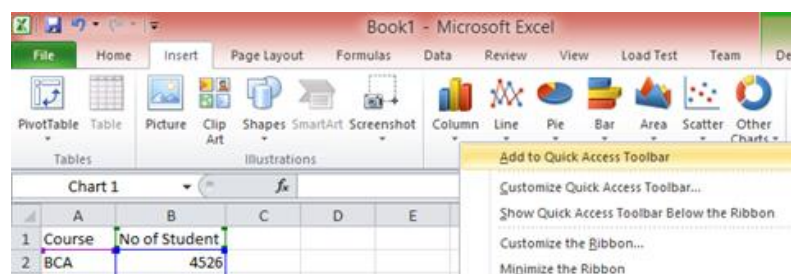 Book1 - Microsoft Excel
File Home Insert Page Layout Formulas Data Review View Load Test Team De
PivotTable Table Picture Clip Art Shapes SmartArt Screenshot Column Line Pie Bar Area Scatter Other Charts
Tables Illustrations
Add to Quick Access Toolbar
Customize Quick Access Toolbar...
Show Quick Access Toolbar Below the Ribbon
Customize the Ribbon...
Minimize the Ribbon
Chart 1 fx
A B C D E
1 Course No of Student
2 BCA 4526